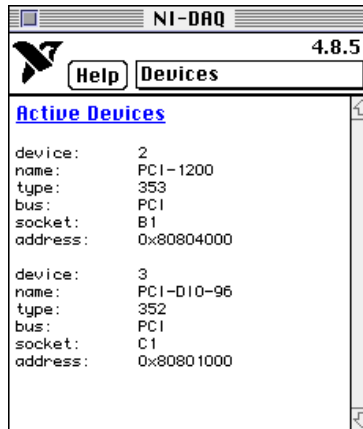 NI-DAQ
4.8.5
Help Devices
Active Devices
device: 2
name: PCI-1200
type: 353
bus: PCI
socket: B1
address: 0x80804000
device: 3
name: PCI-DIO-96
type: 352
bus: PCI
socket: C1
address: 0x80801000